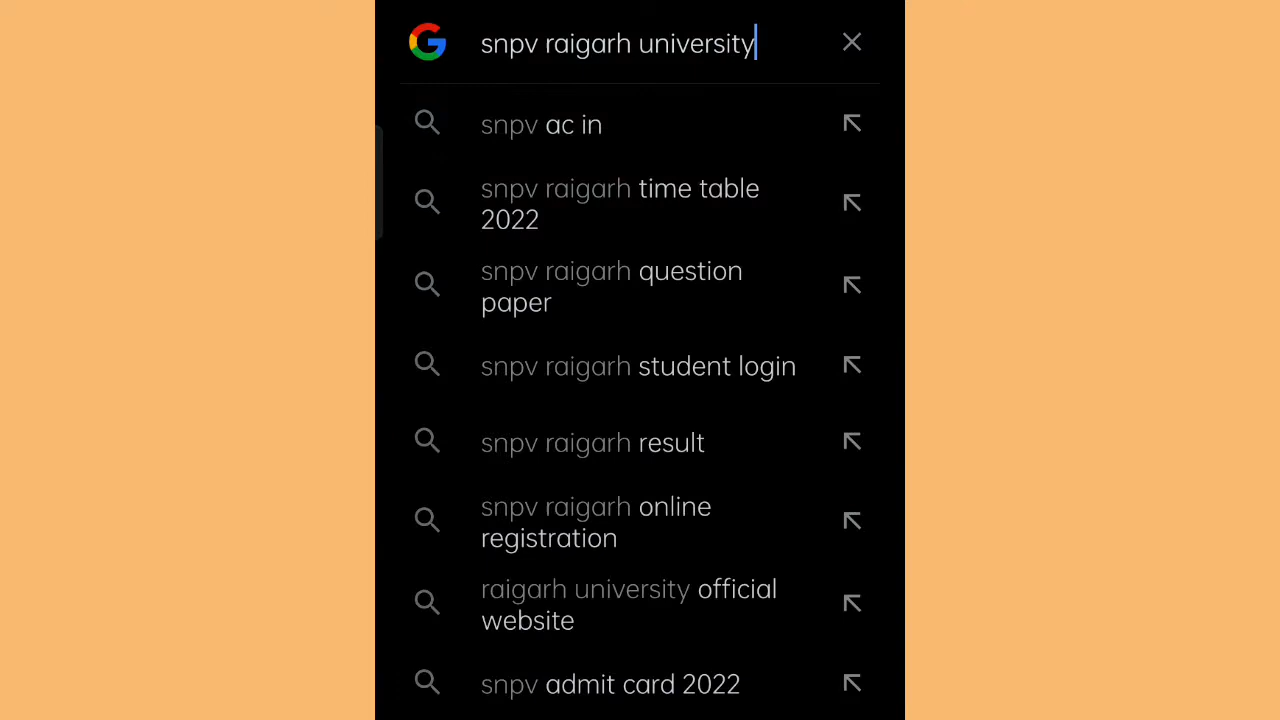 snpv raigarh university
snpv ac in
snpv raigarh time table
2022
snpv raigarh question
paper
snpv raigarh student login
snpv raigarh result
snpv raigarh online
registration
raigarh university official
website
snpv admit card 2022